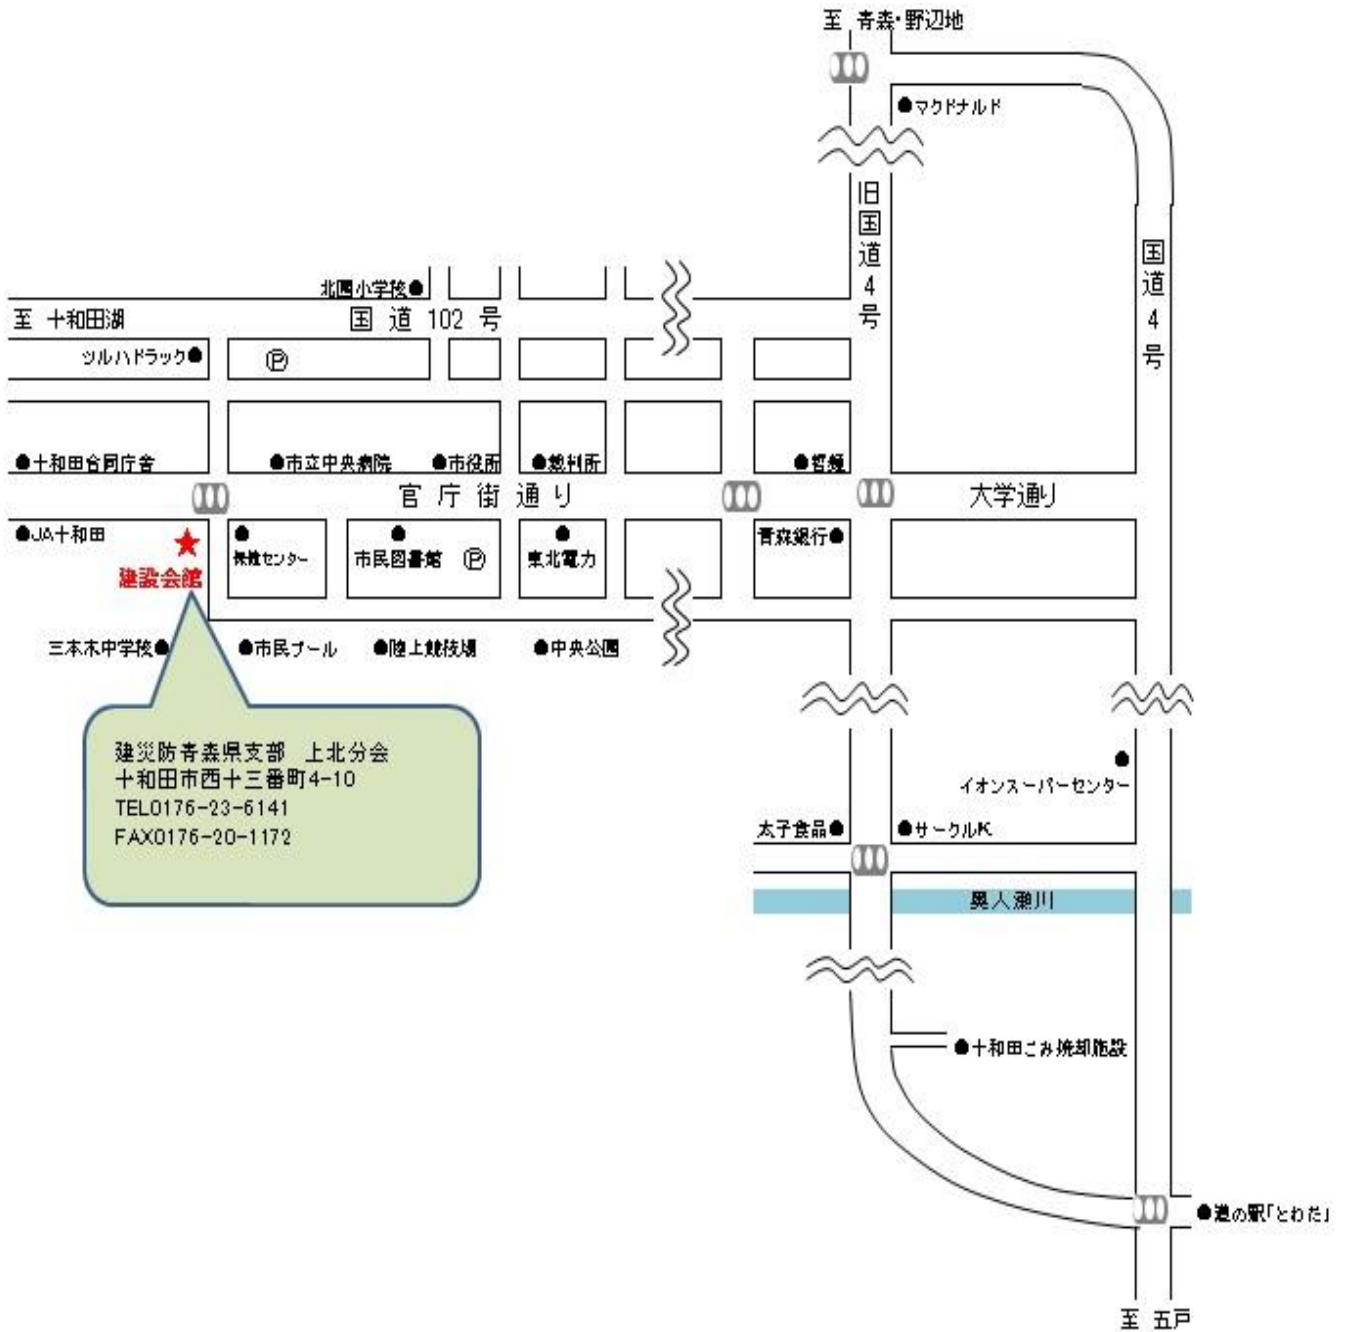 至 青森・野辺地
●マクドナルド
旧国道4号
国道4号
北園小学校●
至 十和田湖
国道102号
ツルハドラック●
Ⓟ
●十和田合同庁舎
●市立中央病院
●市役所
●裁判所
官庁街通り
大学通り
●JA十和田
★
建設会館
●
保健センター
●
市民図書館 Ⓟ
●
東北電力
青森銀行●
三本木中学校●
●市民プール
●陸上競技場
●中央公園
建災防青森県支部 上北分会
十和田市西十三番町4-10
TEL0176-23-6141
FAX0176-20-1172
●
イオンスーパーセンター
太子食品●
●サークルK
奥入瀬川
●十和田ごみ焼却施設
●道の駅「とわだ」
至 五戸